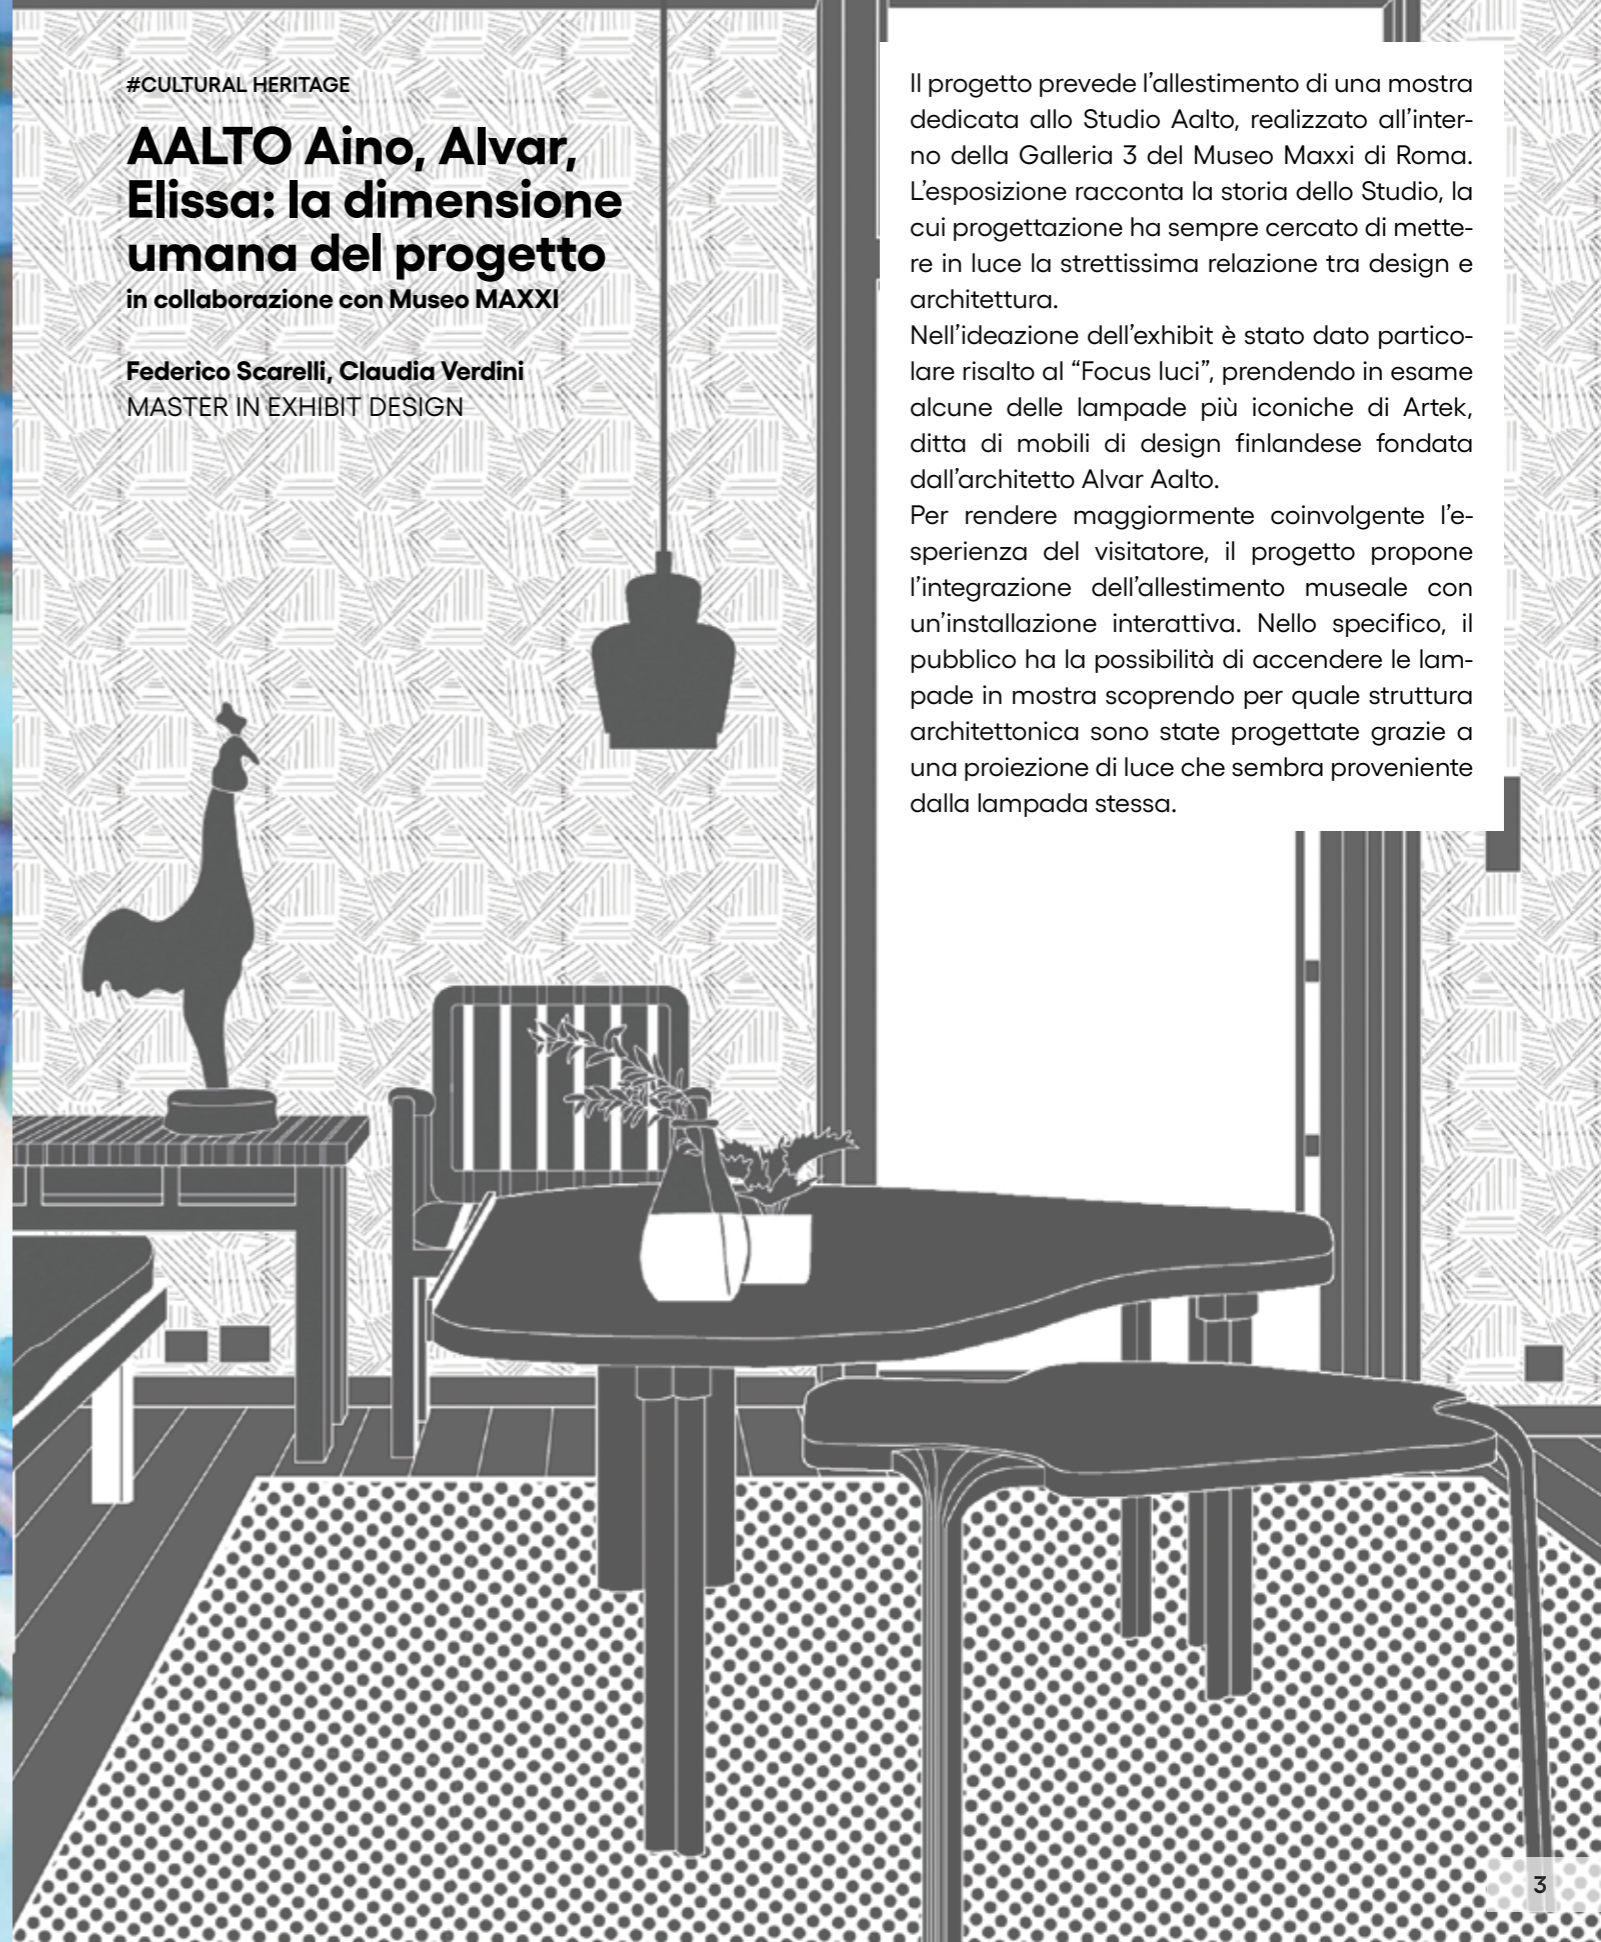 #CULTURAL HERITAGE
AALTO Aino, Alvar,
Elissa: la dimensione
umana del progetto
in collaborazione con Museo MAXXI
Federico Scarelli, Claudia Verdini
MASTER IN EXHIBIT DESIGN
Il progetto prevede l’allestimento di una mostra
dedicata allo Studio Aalto, realizzato all’inter-
no della Galleria 3 del Museo Maxxi di Roma.
L’esposizione racconta la storia dello Studio, la
cui progettazione ha sempre cercato di mette-
re in luce la strettissima relazione tra design e
architettura.
Nell’ideazione dell’exhibit è stato dato partico-
lare risalto al “Focus luci”, prendendo in esame
alcune delle lampade più iconiche di Artek,
ditta di mobili di design finlandese fondata
dall’architetto Alvar Aalto.
Per rendere maggiormente coinvolgente l’e-
sperienza del visitatore, il progetto propone
l’integrazione dell’allestimento museale con
un’installazione interattiva. Nello specifico, il
pubblico ha la possibilità di accendere le lam-
pade in mostra scoprendo per quale struttura
architettonica sono state progettate grazie a
una proiezione di luce che sembra proveniente
dalla lampada stessa.
3